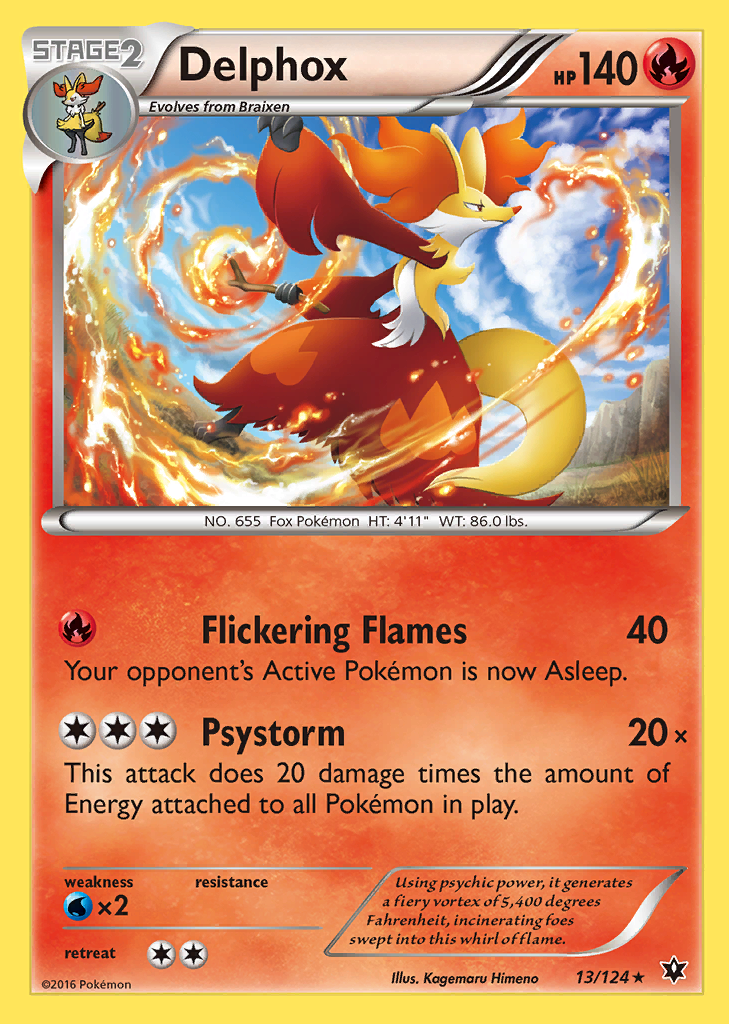 STAGE2
Delphox
HP 140
Evolves from Braixen
NO. 655 Fox Pokémon HT: 4'11" WT: 86.0 lbs.
Flickering Flames 40
Your opponent's Active Pokémon is now Asleep.
Psystorm 20×
This attack does 20 damage times the amount of
Energy attached to all Pokémon in play.
weakness resistance
×2
retreat
Using psychic power, it generates
a fiery vortex of 5,400 degrees
Fahrenheit, incinerating foes
swept into this whirl of flame.
©2016 Pokémon
Illus. Kagemaru Himeno
13/124 ★